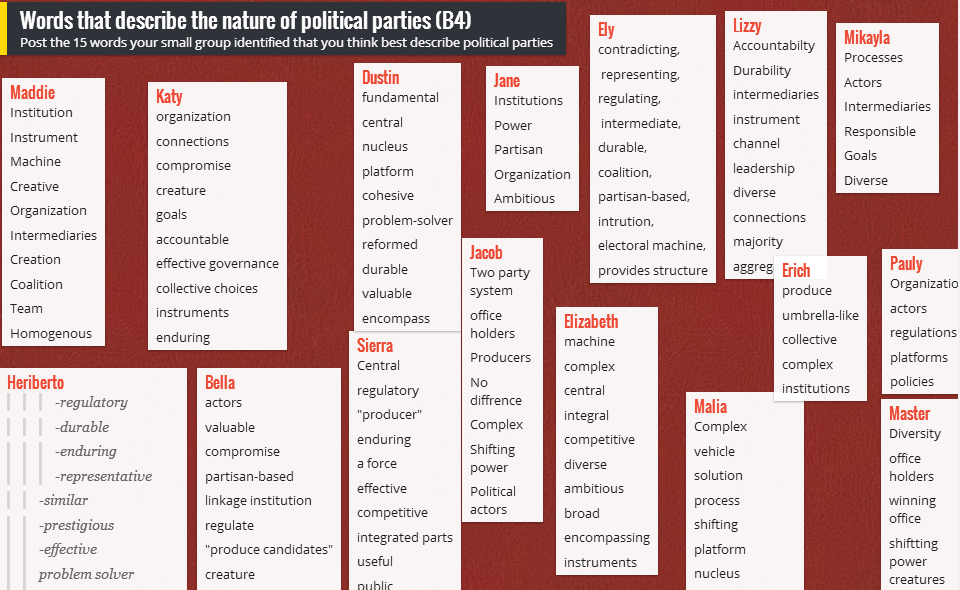 Words that describe the nature of political parties (B4)
Post the 15 words your small group identified that you think best describe political parties
Maddie
Institution
Instrument
Machine
Creative
Organization
Intermediaries
Creation
Coalition
Team
Homogenous
Katy
organization
connections
compromise
creature
goals
accountable
effective governance
collective choices
instruments
enduring
Dustin
fundamental
central
nucleus
platform
cohesive
problem-solver
reformed
durable
valuable
encompass
Jane
Institutions
Power
Partisan
Organization
Ambitious
Ely
contradicting,
representing,
regulating,
intermediate,
durable,
coalition,
partisan-based,
intrution,
electoral machine,
provides structure
Lizzy
Accountabilty
Durability
intermediaries
instrument
channel
leadership
diverse
connections
majority
aggreg
Mikayla
Processes
Actors
Intermediaries
Responsible
Goals
Diverse
Jacob
Two party
system
office
holders
Producers
No
diffrence
Complex
Shifting
power
Political
actors
Erich
produce
umbrella-like
collective
complex
institutions
Pauly
Organizatio
actors
regulations
platforms
policies
Heriberto
-regulatory
-durable
-enduring
-representative
-similar
-prestigious
-effective
problem solver
Bella
actors
valuable
compromise
partisan-based
linkage institution
regulate
"produce candidates"
creature
Sierra
Central
regulatory
"producer"
enduring
a force
effective
competitive
integrated parts
useful
public
Elizabeth
machine
complex
central
integral
competitive
diverse
ambitious
broad
encompassing
instruments
Malia
Complex
vehicle
solution
process
shifting
platform
nucleus
Master
Diversity
office
holders
winning
office
shiftting
power
creatures